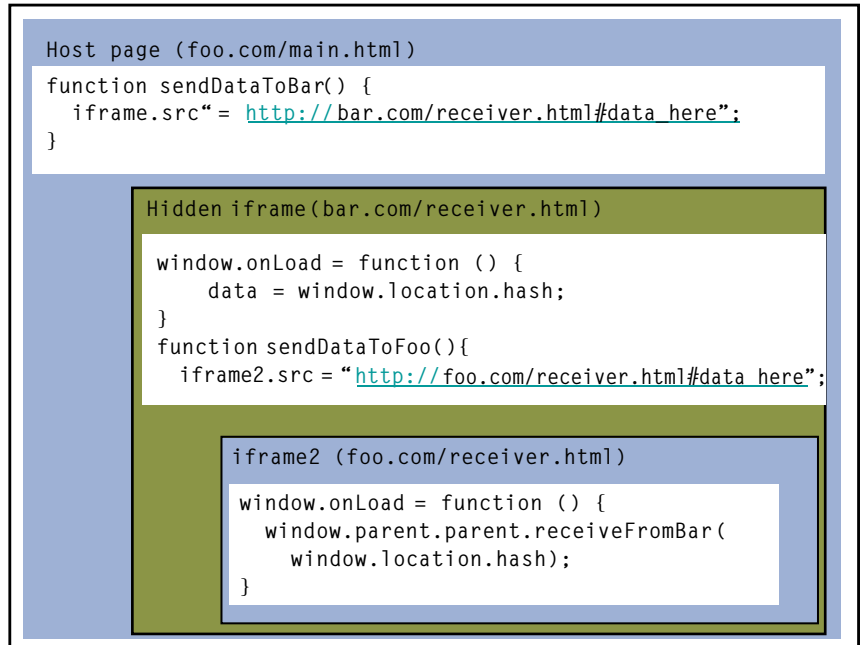 Host page (foo.com/main.html)
function sendDataToBar() {
iframe.src“ = http://bar.com/receiver.html#data_here”;
}
Hidden iframe(bar.com/receiver.html)
window.onLoad = function () {
data = window.location.hash;
}
function sendDataToFoo(){
iframe2.src = “http://foo.com/receiver.html#data here”;
iframe2 (foo.com/receiver.html)
window.onLoad = function () {
window.parent.parent.receiveFromBar(
window.location.hash);
}